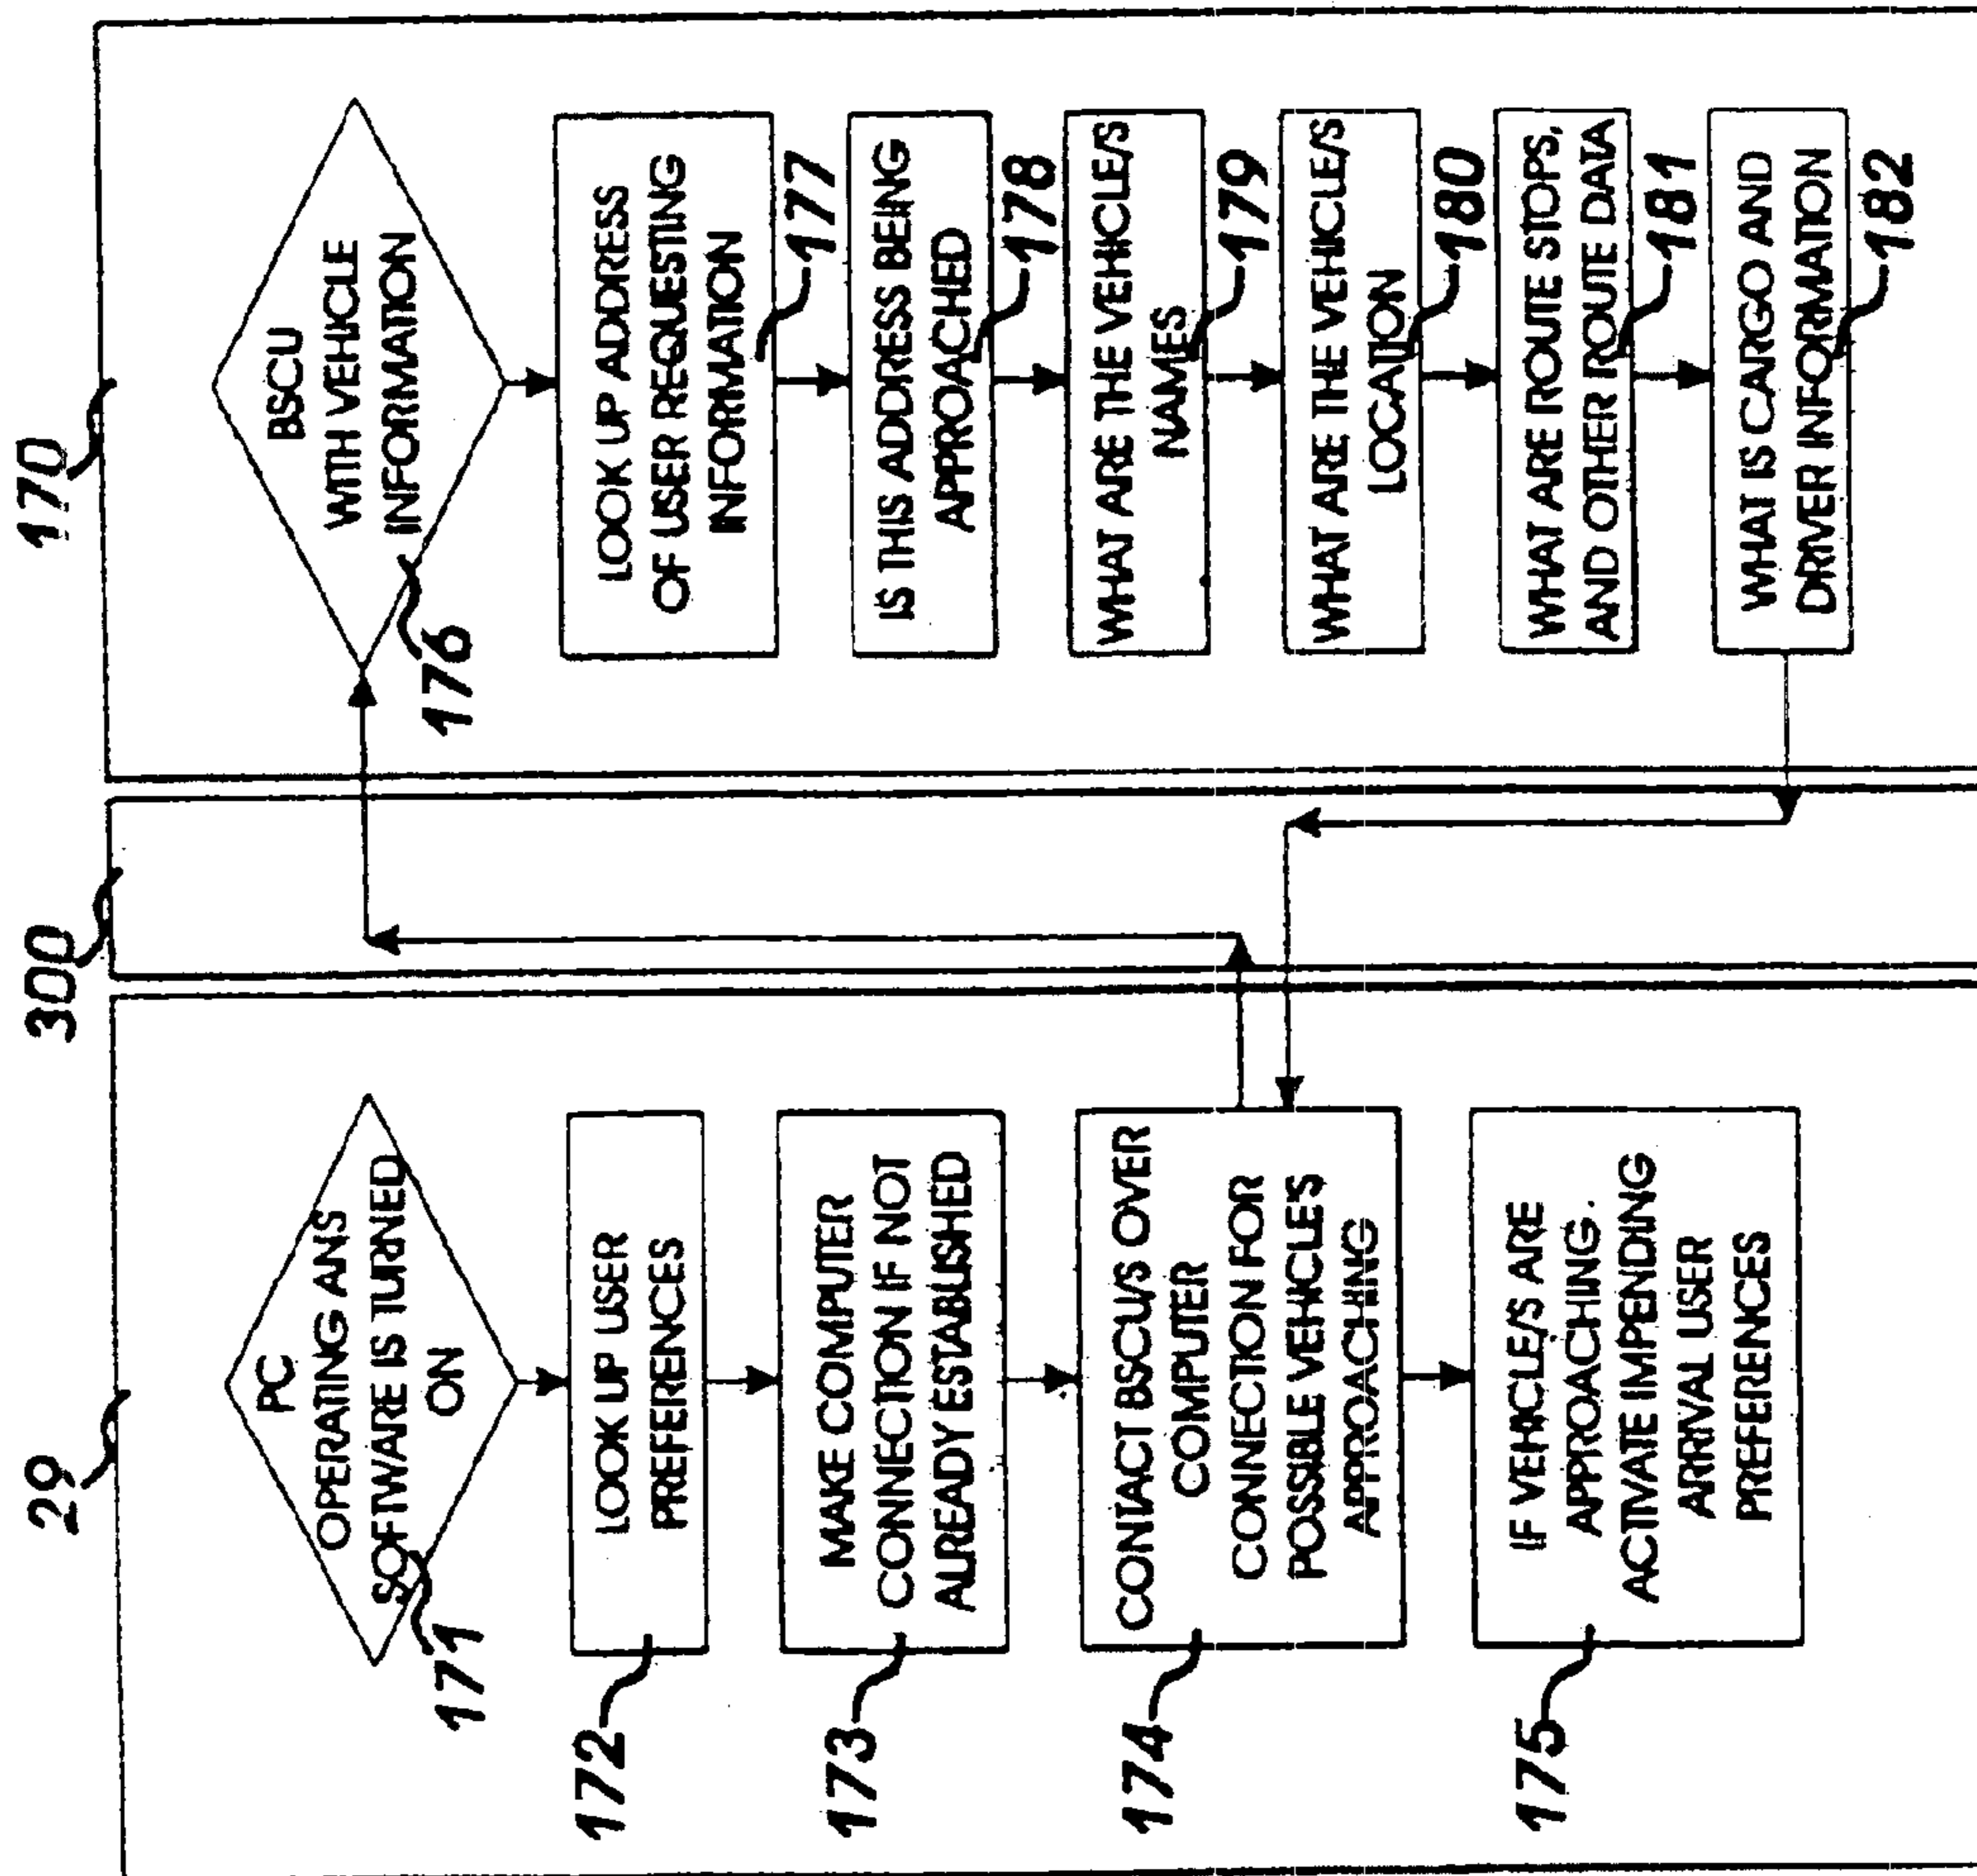 29
PC
OPERATING ANS
SOFTWARE IS TURNED
ON
171
LOOK UP USER
PREFERENCES
172
MAKE COMPUTER
CONNECTION IF NOT
ALREADY ESTABLISHED
173
CONTACT BSCU/S OVER
COMPUTER
CONNECTION FOR
POSSIBLE VEHICLES
APPROACHING
174
IF VEHICLE/S ARE
APPROACHING.
ACTIVATE IMPENDING
ARRIVAL USER
PREFERENCES
175
300
170
BSCU
WITH VEHICLE
INFORMATION
176
LOOK UP ADDRESS
OF USER REQUESTING
INFORMATION
177
IS THIS ADDRESS BEING
APPROACHED
178
WHAT ARE THE VEHICLE/S
NAMES
179
WHAT ARE THE VEHICLE/S
LOCATION
180
WHAT ARE ROUTE STOPS,
AND OTHER ROUTE DATA
181
WHAT IS CARGO AND
DRIVER INFORMATION
182